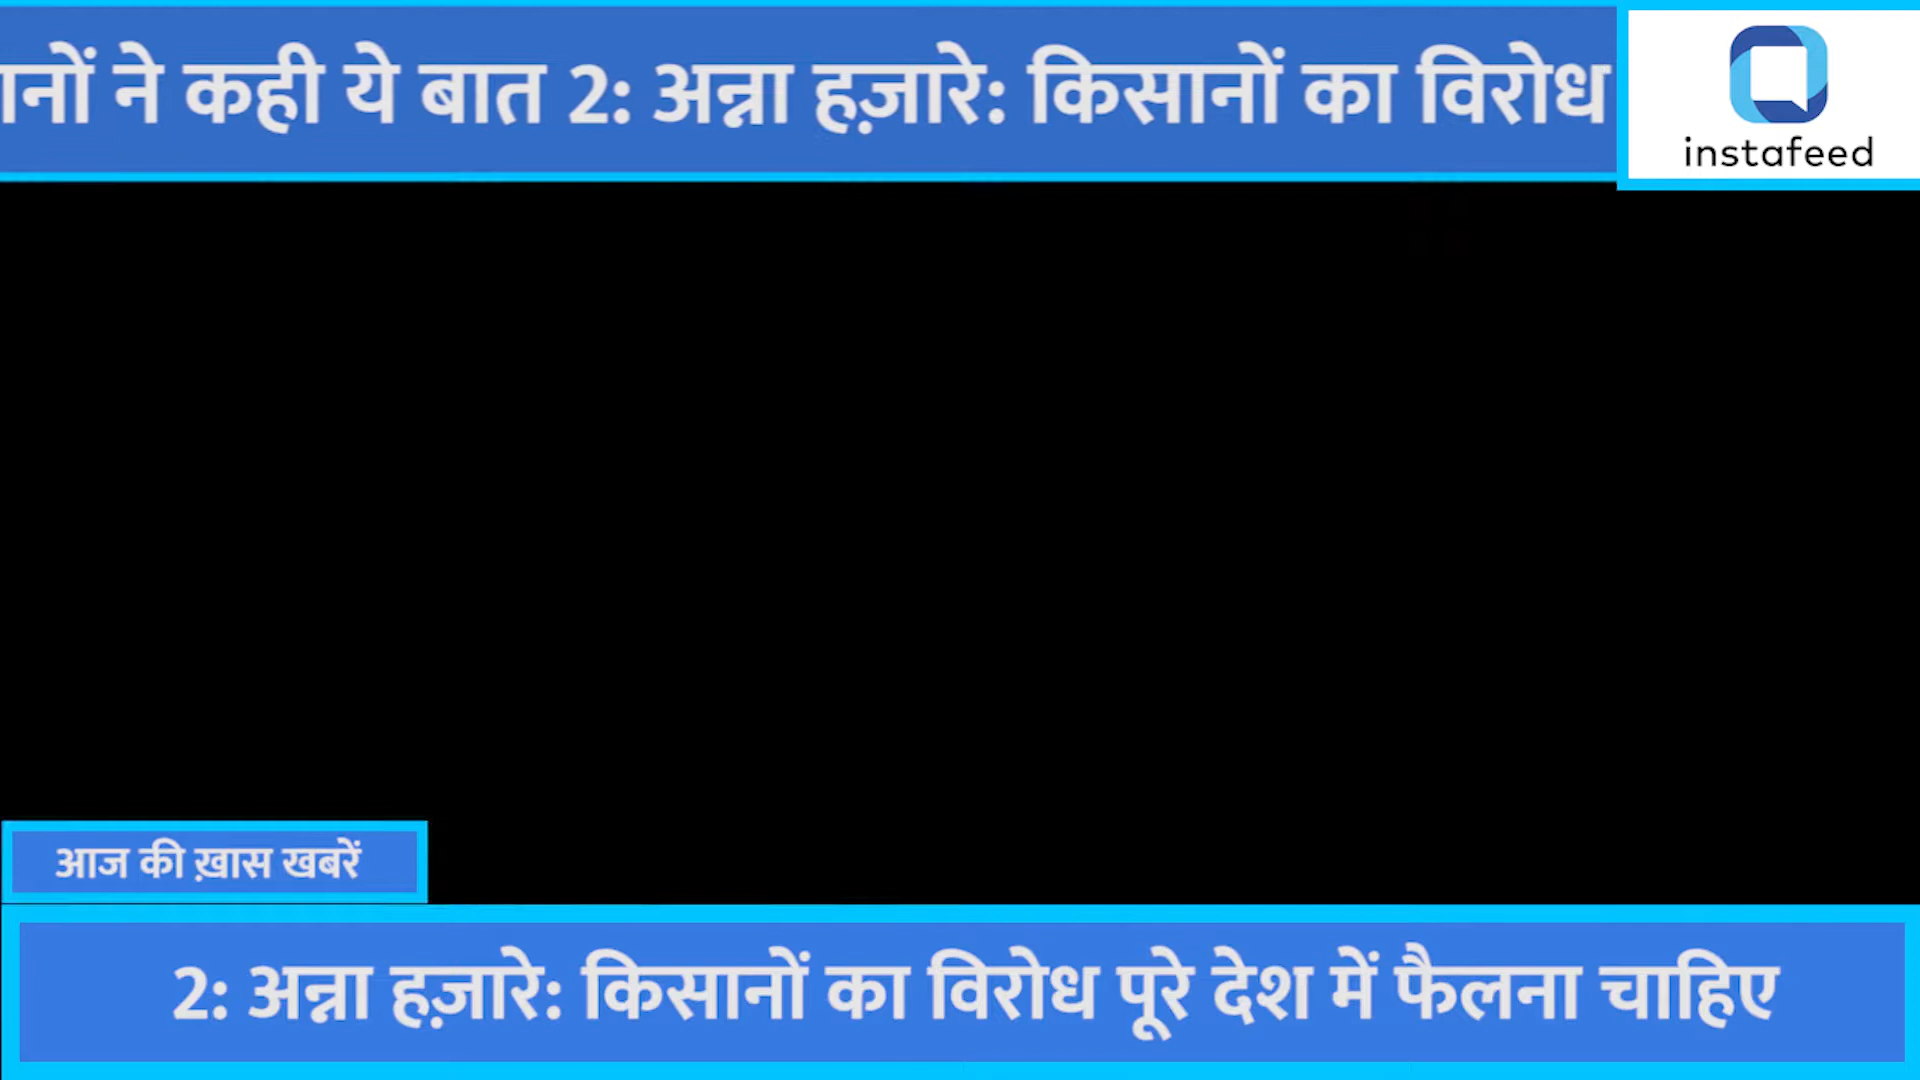 नों ने कही ये बात 2: अन्ना हज़ारे: किसानों का विरोध
instafeed
आज की ख़ास खबरें
2: अन्ना हज़ारे: किसानों का विरोध पूरे देश में फैलना चाहिए